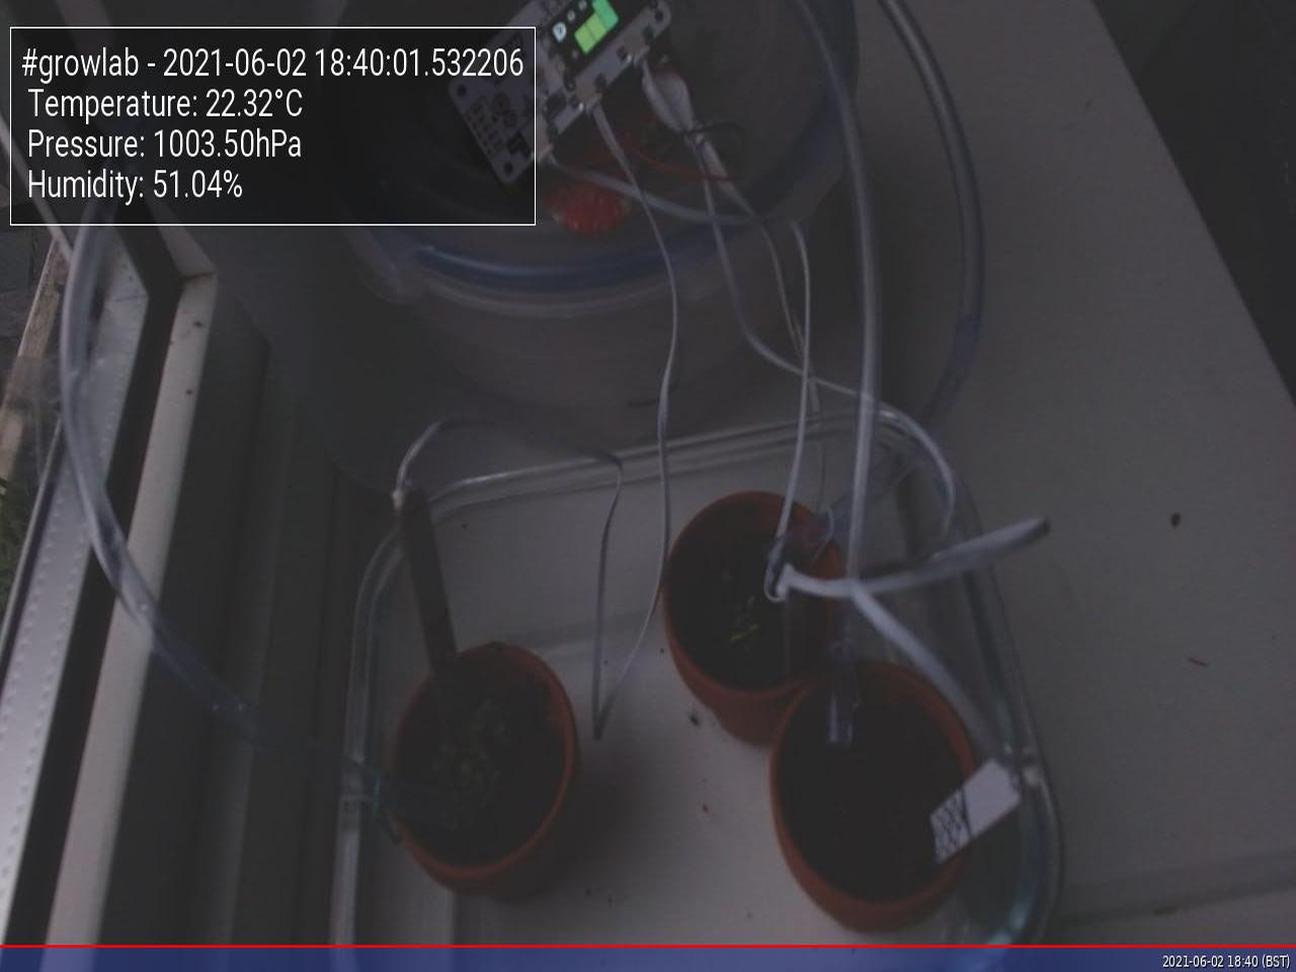 #growlab - 2021-06-02 18:40:01.532206
Temperature: 22.32°C
Pressure: 1003.50hPa
Humidity: 51.04%
2021-06-02 18:40 (BST)